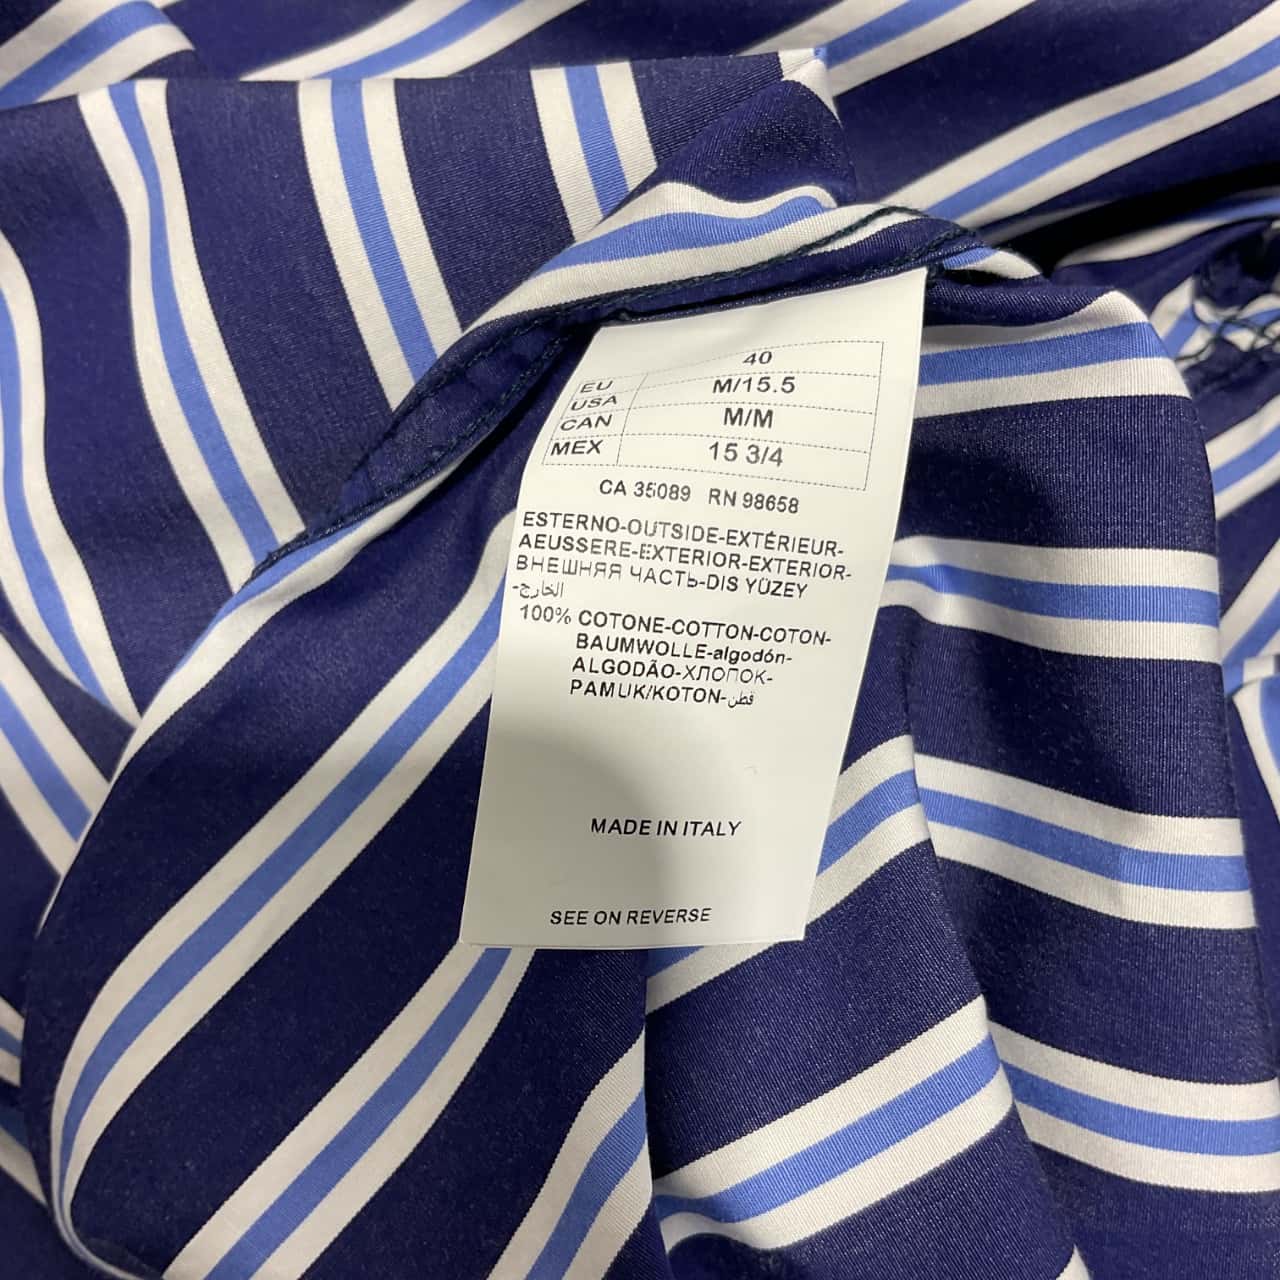 EU 40
USA M/15.5
CAN M/M
MEX 15 3/4
CA 35089 RN 98658
ESTERNO-OUTSIDE-EXTÉRIEUR-
AEUSSERE-EXTERIOR-EXTERIOR-
ВНЕШНЯЯ ЧАСТЬ-DIS YÜZEY
-الخارج
100% COTONE-COTTON-COTON-
BAUMWOLLE-algodón-
ALGODÃO-ХЛОПОК-
PAMUK/KOTON-قطن
MADE IN ITALY
SEE ON REVERSE